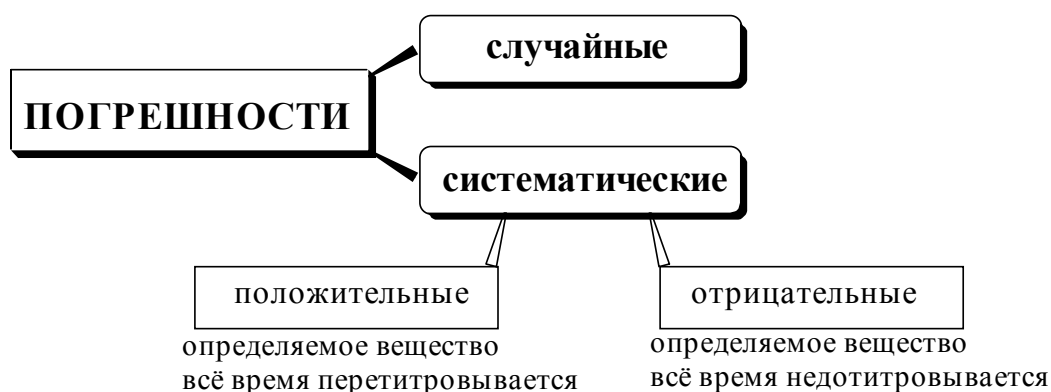 случайные
ПОГРЕШНОСТИ
систематические
положительные
определяемое вещество
всё время перетитровывается
отрицательные
определяемое вещество
всё время недотитровывается